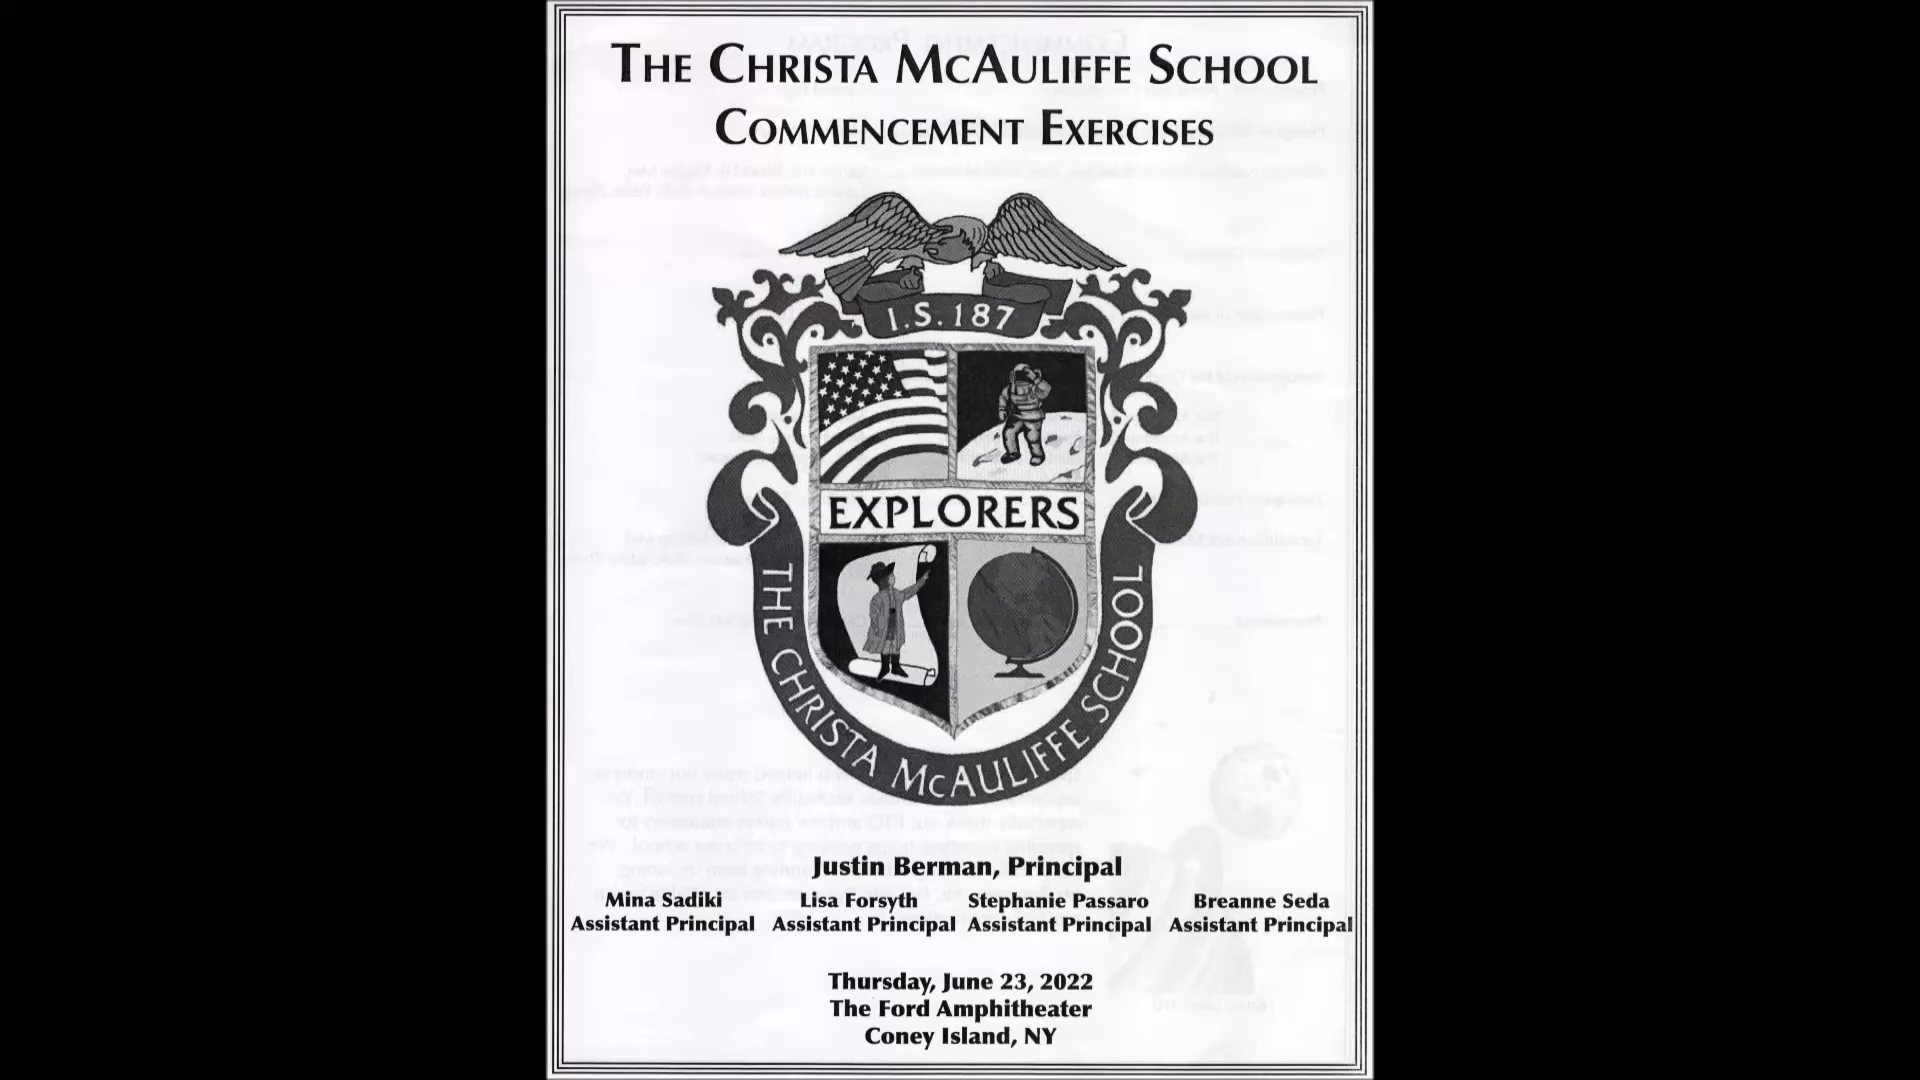 THE CHRISTA MCAULIFFE SCHOOL
COMMENCEMENT EXERCISES
I.S. 187
EXPLORERS
THE CHRISTA McAULIFFE SCHOOL
Justin Berman, Principal
Mina Sadiki Lisa Forsyth Stephanie Passaro Breanne Seda
Assistant Principal Assistant Principal Assistant Principal Assistant Principal
Thursday, June 23, 2022
The Ford Amphitheater
Coney Island, NY